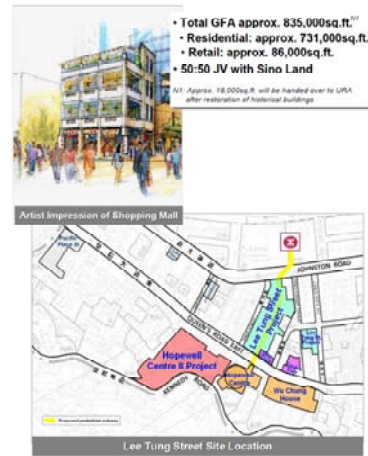 • Total GFA approx. 835,000sq.ft.N1
• Residential: approx. 731,000sq.ft.
• Retail: approx. 86,000sq.ft.
• 50:50 JV with Sino Land
N1: Approx. 18,000sq.ft. will be handed over to URA
after restoration of historical buildings
Artist Impression of Shopping Mall
JOHNSTON ROAD
QUEEN'S ROAD EAST
Lee Tung Street
Project
Hopewell
Centre II Project
KENNEDY ROAD
Hopewell
Centre
Wu Chung
House
Lee Tung Street Site Location